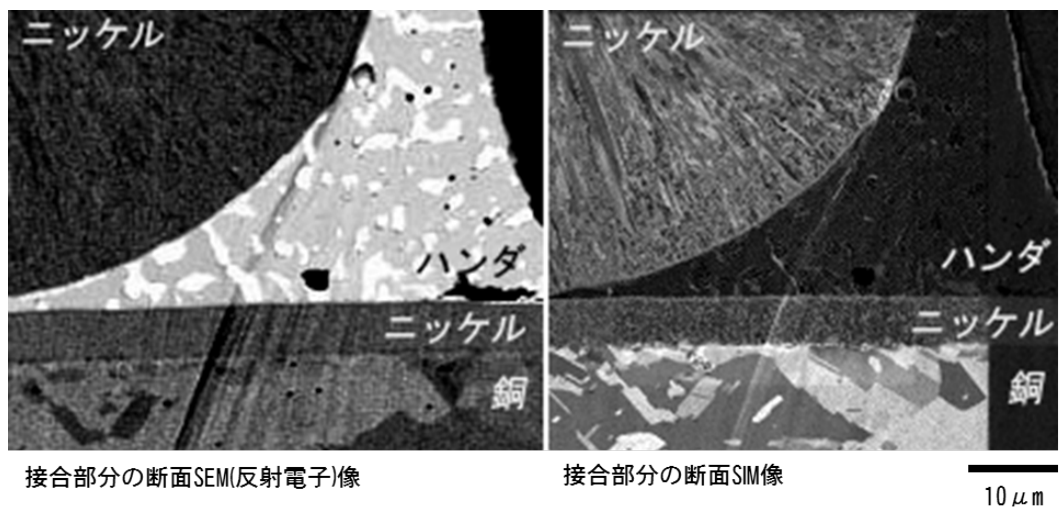 ニッケル
ハンダ
ニッケル
銅
ニッケル
ハンダ
ニッケル
銅
接合部分の断面SEM(反射電子)像
接合部分の断面SIM像
10μm